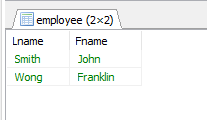 employee (2×2)
Lname Fname
Smith John
Wong Franklin